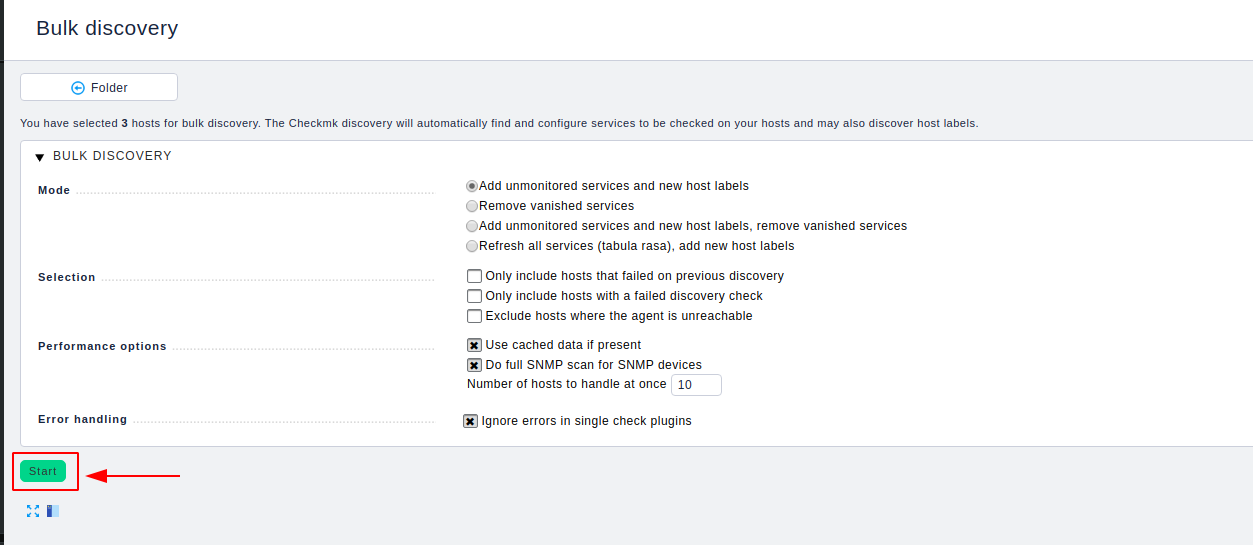 Bulk discovery
Folder
You have selected 3 hosts for bulk discovery. The Checkmk discovery will automatically find and configure services to be checked on your hosts and may also discover host labels.
BULK DISCOVERY
Mode
Add unmonitored services and new host labels
Remove vanished services
Add unmonitored services and new host labels, remove vanished services
Refresh all services (tabula rasa), add new host labels
Selection
Only include hosts that failed on previous discovery
Only include hosts with a failed discovery check
Exclude hosts where the agent is unreachable
Performance options
Use cached data if present
Do full SNMP scan for SNMP devices
Number of hosts to handle at once 10
Error handling
Ignore errors in single check plugins
Start